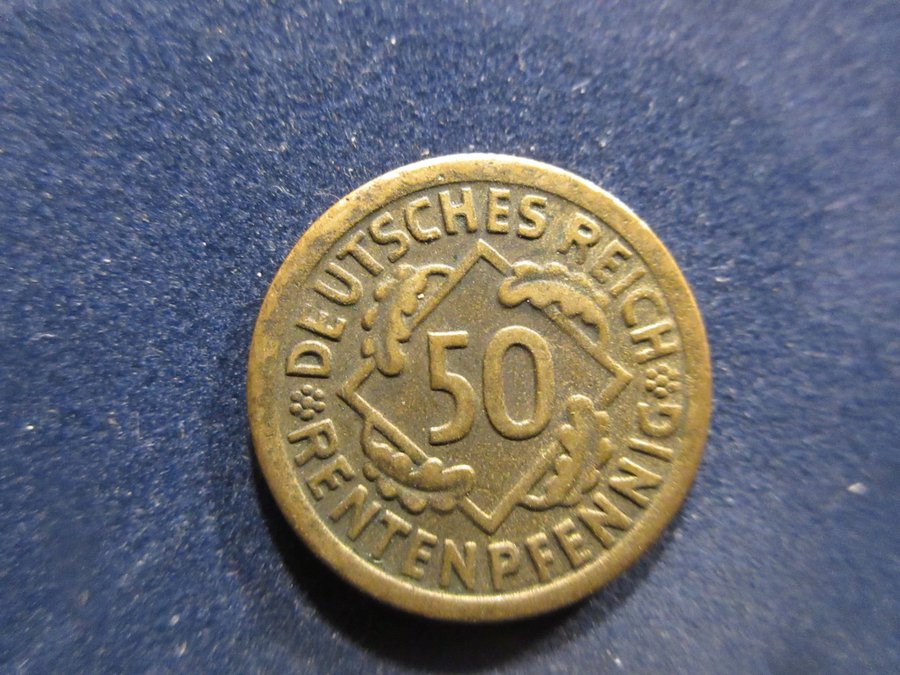 DEUTSCHES REICH
50
RENTENPFENNIG